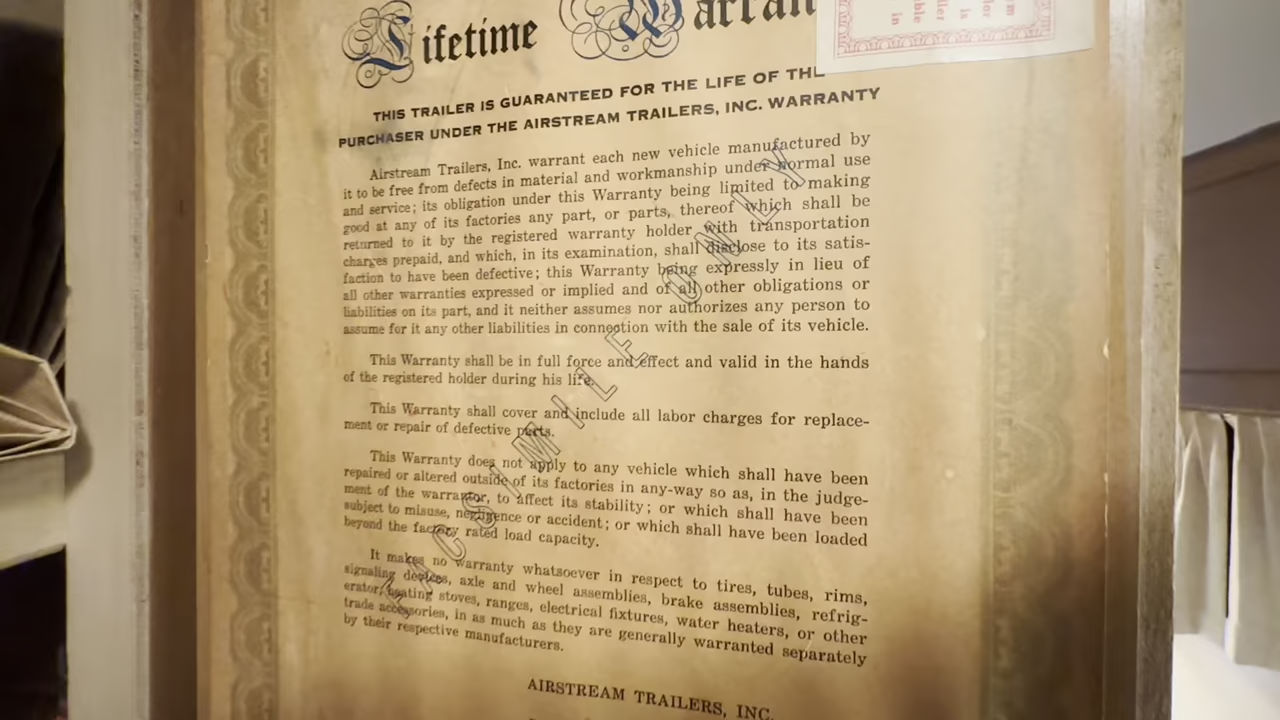 Lifetime Warran
THIS TRAILER IS GUARANTEED FOR THE LIFE OF THE
PURCHASER UNDER THE AIRSTREAM TRAILERS, INC. WARRANTY
Airstream Trailers, Inc. warrant each new vehicle manufactured by
it to be free from defects in material and workmanship under normal use
and service; its obligation under this Warranty being limited to making
good at any of its factories any part, or parts, thereof which shall be
returned to it by the registered warranty holder with transportation
charges prepaid, and which, in its examination, shall disclose to its satis-
faction to have been defective; this Warranty being expressly in lieu of
all other warranties expressed or implied and of all other obligations or
liabilities on its part, and it neither assumes nor authorizes any person to
assume for it any other liabilities in connection with the sale of its vehicle.
This Warranty shall be in full force and effect and valid in the hands
of the registered holder during his life.
This Warranty shall cover and include all labor charges for replace-
ment or repair of defective parts.
This Warranty does not apply to any vehicle which shall have been
repaired or altered outside of its factories in any-way so as, in the judge-
ment of the warrantor, to affect its stability; or which shall have been
subject to misuse, negligence or accident; or which shall have been loaded
beyond the factory rated load capacity.
It makes no warranty whatsoever in respect to tires, tubes, rims,
signaling devices, axle and wheel assemblies, brake assemblies, refrig-
erator, heating stoves, ranges, electrical fixtures, water heaters, or other
trade accessories, in as much as they are generally warranted separately
by their respective manufacturers.
AIRSTREAM TRAILERS, INC.
FACSIMILE ONLY
is
in